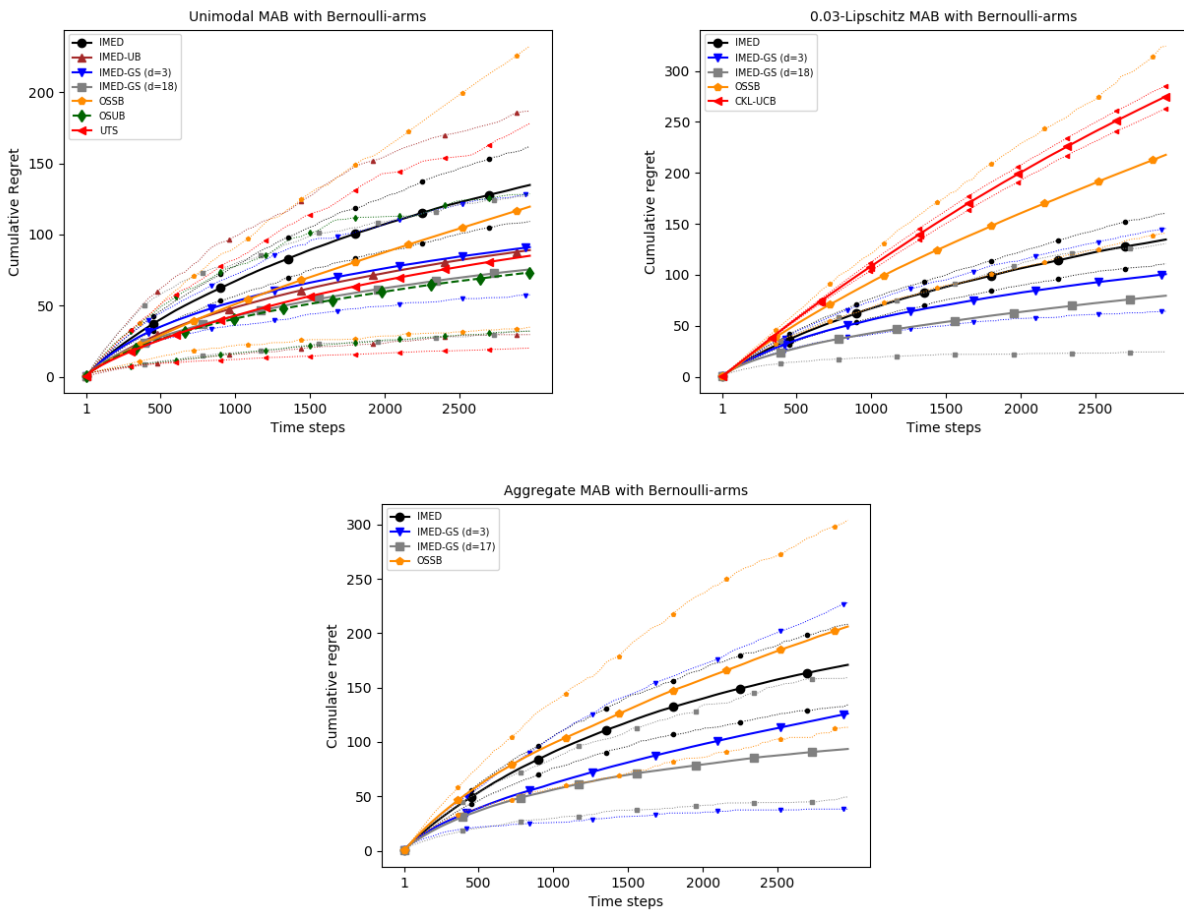 Unimodal MAB with Bernoulli-arms
IMED
IMED-UB
IMED-GS (d=3)
IMED-GS (d=18)
OSSB
OSUB
UTS
Cumulative Regret
200
150
100
50
0
1
500
1000
1500
2000
2500
Time steps
0.03-Lipschitz MAB with Bernoulli-arms
IMED
IMED-GS (d=3)
IMED-GS (d=18)
OSSB
CKL-UCB
Cumulative regret
300
250
200
150
100
50
0
1
500
1000
1500
2000
2500
Time steps
Aggregate MAB with Bernoulli-arms
IMED
IMED-GS (d=3)
IMED-GS (d=17)
OSSB
Cumulative regret
300
250
200
150
100
50
0
1
500
1000
1500
2000
2500
Time steps